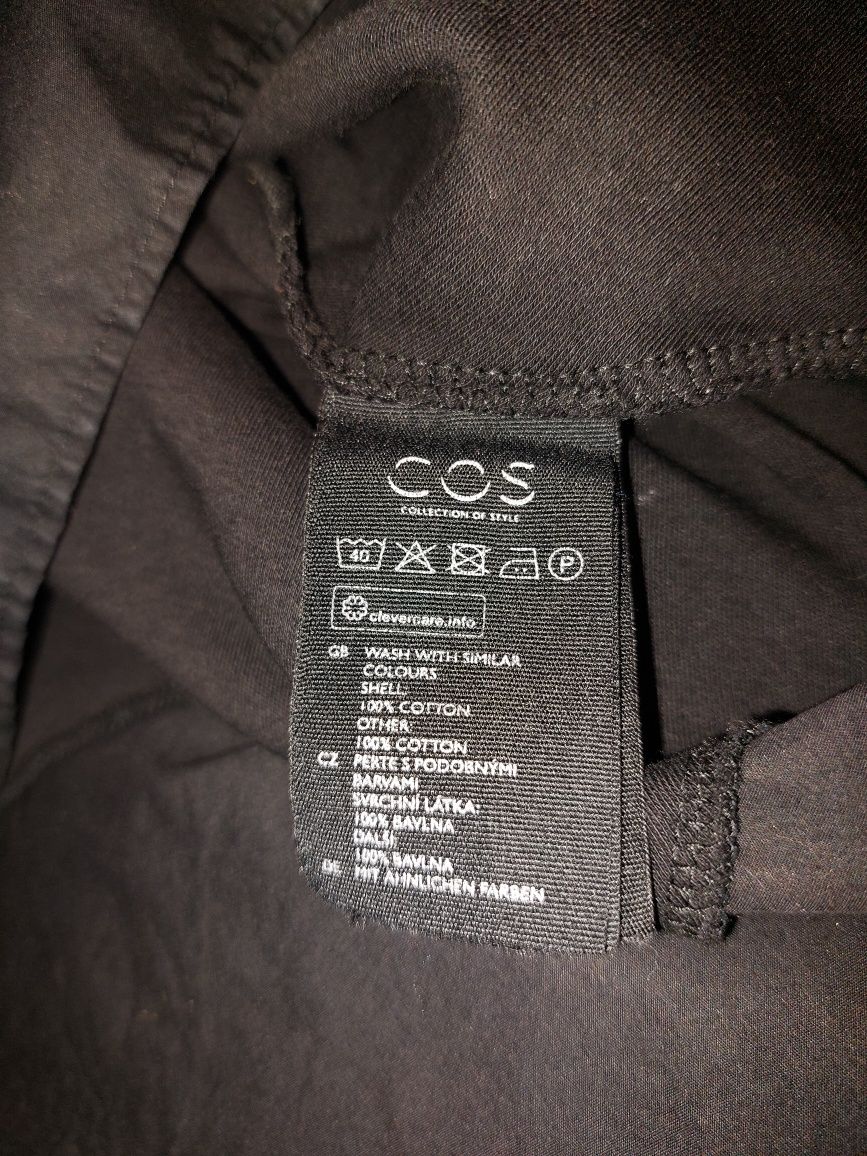 COS
COLLECTION OF STYLE
40 P
clevercare.info
GB WASH WITH SIMILAR
COLOURS
SHELL:
100% COTTON
OTHER
100% COTTON
CZ PERTE S PODOBNÝMI
BARVAMI
SVRCHNÍ LÁTKA:
100% BAVLNA
DALŠÍ
100% BAVLNA
DE MIT ÄHNLICHEN FARBEN